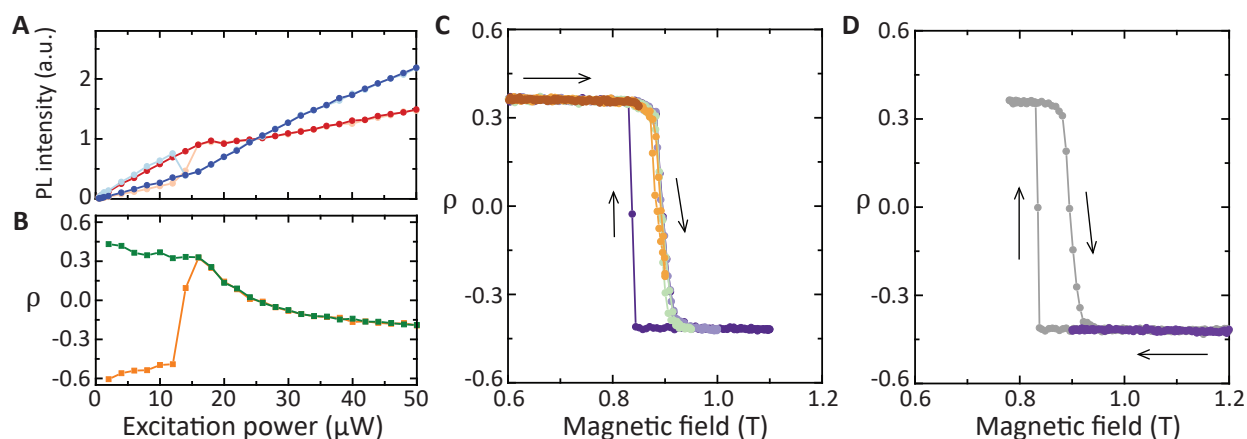 A
PL intensity (a.u.)
2
1
0
B
ρ
0.6
0.3
0.0
-0.3
-0.6
0 10 20 30 40 50
Excitation power (μW)
C
ρ
0.6
0.3
0.0
-0.3
-0.6
0.6 0.8 1.0 1.2
Magnetic field (T)
D
ρ
0.6
0.3
0.0
-0.3
-0.6
0.6 0.8 1.0 1.2
Magnetic field (T)